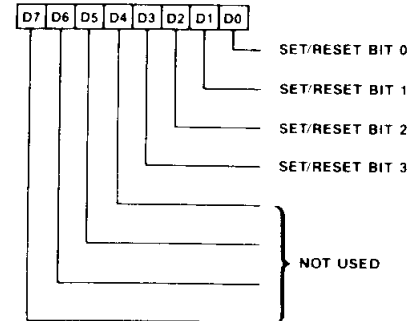 D7 D6 D5 D4 D3 D2 D1 D0
SET/RESET BIT 0
SET/RESET BIT 1
SET/RESET BIT 2
SET/RESET BIT 3
NOT USED